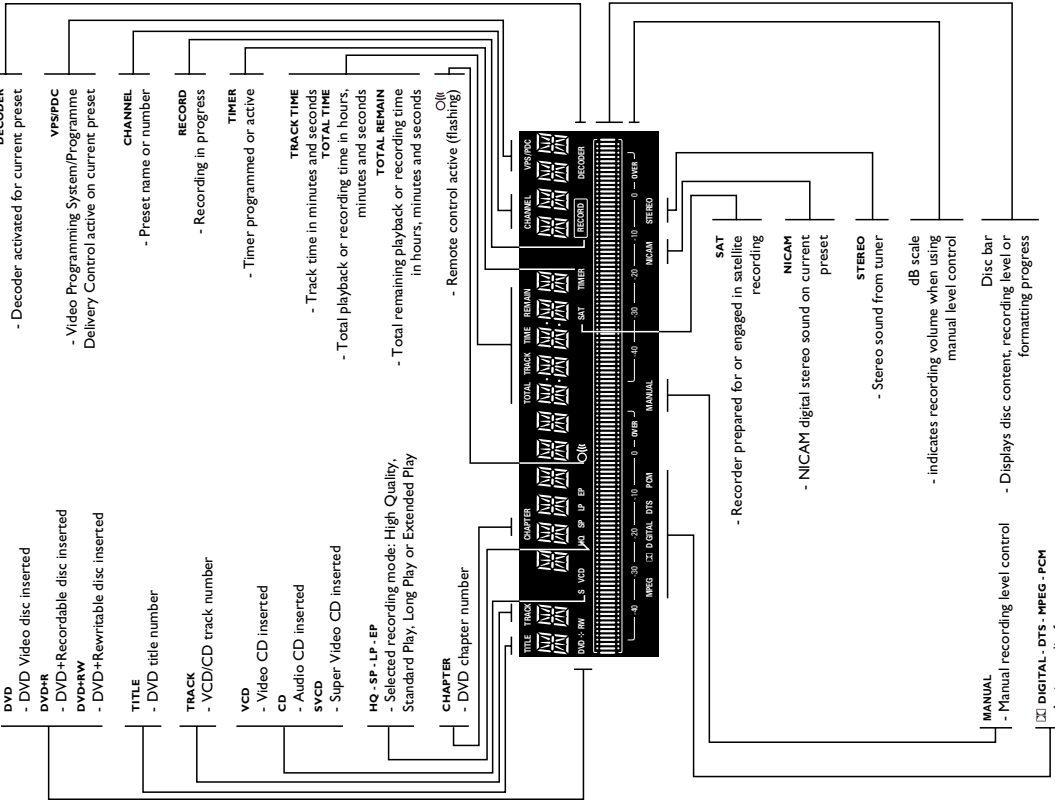 DVD
- DVD Video disc inserted
DVD+R
- DVD+Recordable disc inserted
DVD+RW
- DVD+Rewritable disc inserted
TITLE
- DVD title number
TRACK
- VCD/CD track number
VCD
- Video CD inserted
CD
- Audio CD inserted
SVCD
- Super Video CD inserted
HQ - SP - LP - EP
- Selected recording mode: High Quality,
Standard Play, Long Play or Extended Play
CHAPTER
- DVD chapter number
DECODER
- Decoder activated for current preset
VPS/PDC
- Video Programming System/Programme
Delivery Control active on current preset
CHANNEL
- Preset name or number
RECORD
- Recording in progress
TIMER
- Timer programmed or active
TRACK TIME
- Track time in minutes and seconds
TOTAL TIME
- Total playback or recording time in hours,
minutes and seconds
TOTAL REMAIN
- Total remaining playback or recording time
in hours, minutes and seconds
- Remote control active (flashing)
TITLE TRACK CHAPTER TOTAL TRACK TIME REMAIN CHANNEL VPS/PDC
DVD + RW S VCD HQ SP LP EP SAT TIMER RECORD DECODER
-40 -30 -20 -10 0 OVER -40 -30 -20 -10 0 OVER
MPEG DIGITAL DTS PCM MANUAL NICAM STEREO
MANUAL
- Manual recording level control
DIGITAL - DTS - MPEG - PCM
SAT
- Recorder prepared for or engaged in satellite
recording
NICAM
- NICAM digital stereo sound on current
preset
STEREO
- Stereo sound from tuner
dB scale
- indicates recording volume when using
manual level control
Disc bar
- Displays disc content, recording level or
formatting progress